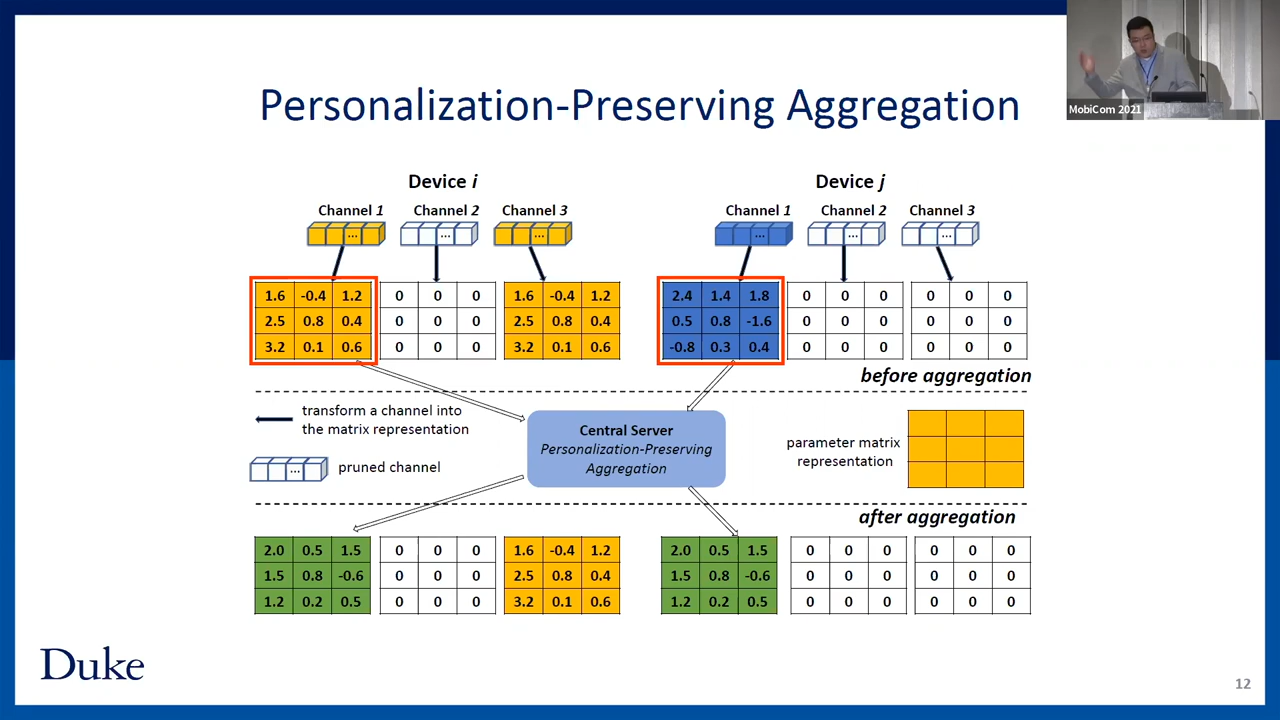 MobiCom 2021
Personalization-Preserving Aggregation
Device i
Device j
Channel 1
Channel 2
Channel 3
Channel 1
Channel 2
Channel 3
... ... ... ... ... ...
1.6 -0.4 1.2 0 0 0 1.6 -0.4 1.2 2.4 1.4 1.8 0 0 0 0 0 0
2.5 0.8 0.4 0 0 0 2.5 0.8 0.4 0.5 0.8 -1.6 0 0 0 0 0 0
3.2 0.1 0.6 0 0 0 3.2 0.1 0.6 -0.8 0.3 0.4 0 0 0 0 0 0
before aggregation
transform a channel into
the matrix representation
... pruned channel
Central Server
Personalization-Preserving
Aggregation
parameter matrix
representation
after aggregation
2.0 0.5 1.5 0 0 0 1.6 -0.4 1.2 2.0 0.5 1.5 0 0 0 0 0 0
1.5 0.8 -0.6 0 0 0 2.5 0.8 0.4 1.5 0.8 -0.6 0 0 0 0 0 0
1.2 0.2 0.5 0 0 0 3.2 0.1 0.6 1.2 0.2 0.5 0 0 0 0 0 0
Duke
12